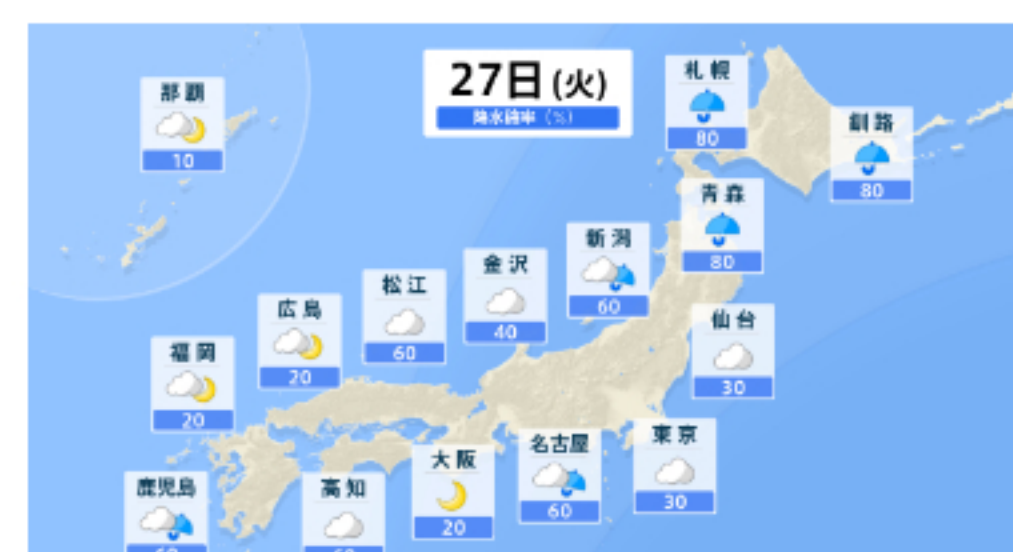 27日(火)
降水確率 (%)
那覇
10
札幌
80
釧路
80
青森
80
新潟
60
金沢
40
松江
60
広島
20
福岡
20
仙台
30
東京
30
名古屋
60
大阪
20
高知
60
鹿児島
60